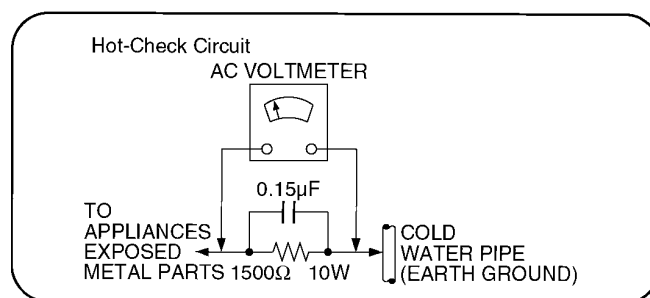 Hot-Check Circuit
AC VOLTMETER
0.15µF
TO
APPLIANCES
EXPOSED
METAL PARTS
1500Ω
10W
COLD
WATER PIPE
(EARTH GROUND)